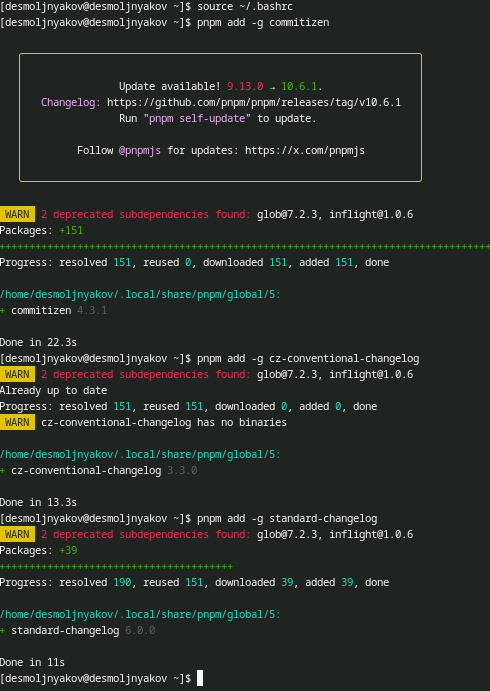 [desmoljnyakov@desmoljnyakov ~]$ source ~/.bashrc
[desmoljnyakov@desmoljnyakov ~]$ pnpm add -g commitizen
Update available! 9.13.0 → 10.6.1.
Changelog: https://github.com/pnpm/pnpm/releases/tag/v10.6.1
Run "pnpm self-update" to update.
Follow @pnpmjs for updates: https://x.com/pnpmjs
WARN 2 deprecated subdependencies found: glob@7.2.3, inflight@1.0.6
Packages: +151
++++++++++++++++++++++++++++++++++++++++++++++++++++++++++++++++++++++++++++++++++
Progress: resolved 151, reused 0, downloaded 151, added 151, done
/home/desmoljnyakov/.local/share/pnpm/global/5:
+ commitizen 4.3.1
Done in 22.3s
[desmoljnyakov@desmoljnyakov ~]$ pnpm add -g cz-conventional-changelog
WARN 2 deprecated subdependencies found: glob@7.2.3, inflight@1.0.6
Already up to date
Progress: resolved 151, reused 151, downloaded 0, added 0, done
WARN cz-conventional-changelog has no binaries
/home/desmoljnyakov/.local/share/pnpm/global/5:
+ cz-conventional-changelog 3.3.0
Done in 13.3s
[desmoljnyakov@desmoljnyakov ~]$ pnpm add -g standard-changelog
WARN 2 deprecated subdependencies found: glob@7.2.3, inflight@1.0.6
Packages: +39
+++++++++++++++++++++++++++++++++++++++
Progress: resolved 190, reused 151, downloaded 39, added 39, done
/home/desmoljnyakov/.local/share/pnpm/global/5:
+ standard-changelog 6.0.0
Done in 11s
[desmoljnyakov@desmoljnyakov ~]$